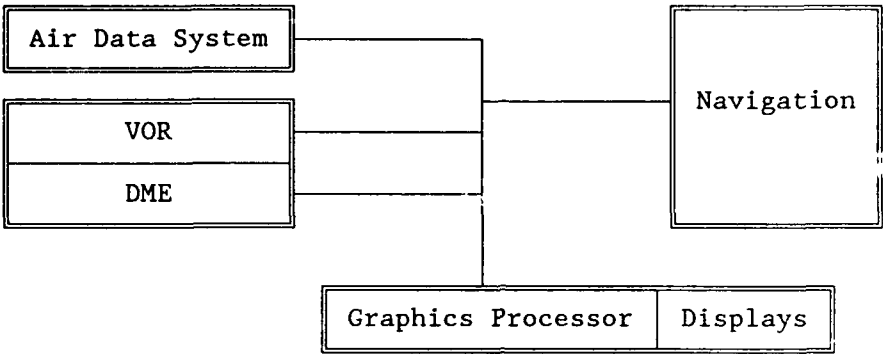 Air Data System
VOR
DME
Navigation
Graphics Processor
Displays